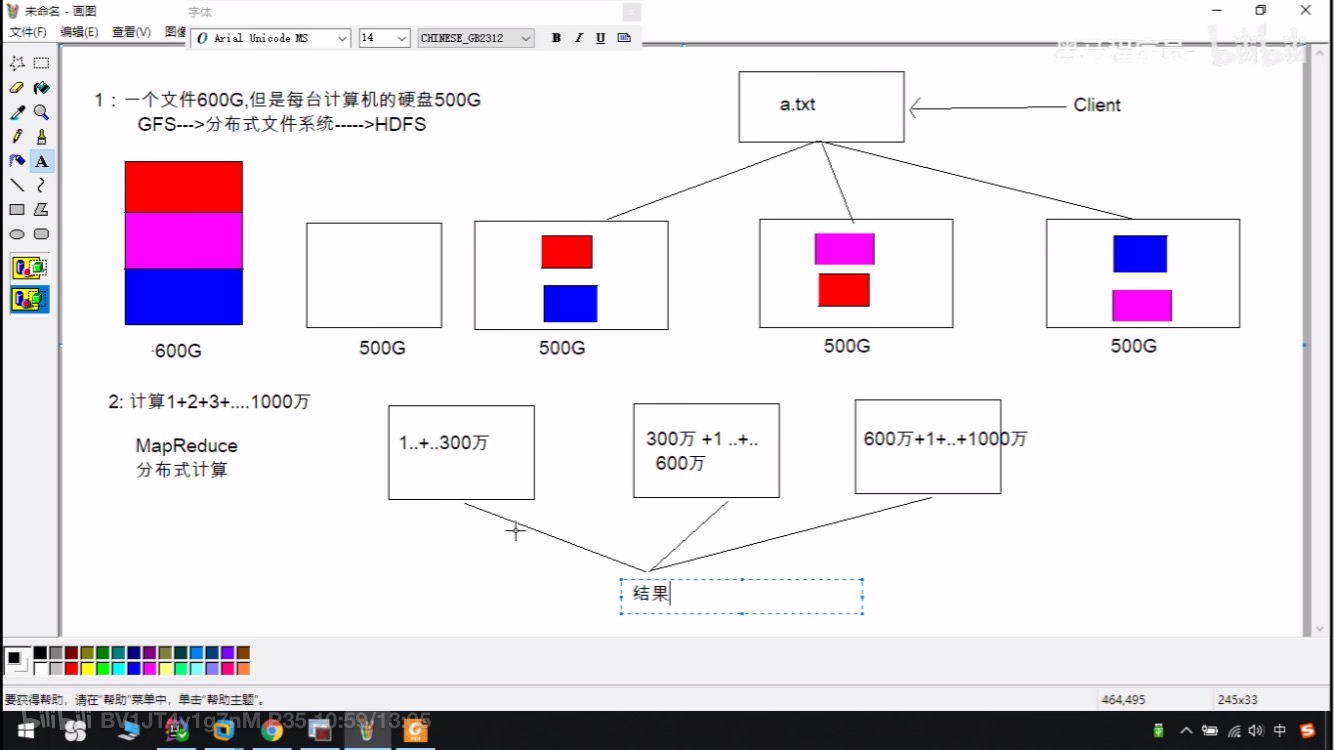 未命名 - 画图
字体
文件(F) 编辑(E) 查看(V) 图像
Arial Unicode MS 14 CHINESE_GB2312 B I U
bilibili
1：一个文件600G,但是每台计算机的硬盘500G
GFS--->分布式文件系统----->HDFS
a.txt
Client
600G
500G
500G
500G
500G
2: 计算1+2+3+....1000万
MapReduce
分布式计算
1..+..300万
300万 +1 ..+..
600万
600万+1+..+1000万
结果
要获得帮助，请在“帮助”菜单中，单击“帮助主题”。
464,495
245x33
bilibili BV1JT4y1g7nM P35 10:59/13:05
中